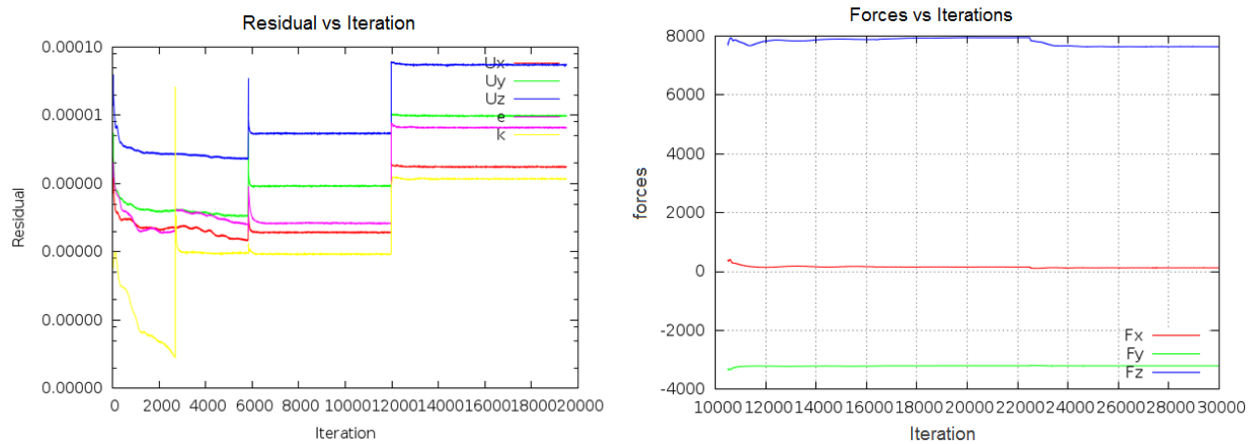 Residual vs Iteration
0.00010
0.00001
0.00000
0.00000
0.00000
0.00000
Residual
Ux
Uy
Uz
e
k
0 2000 4000 6000 8000 10000 12000 14000 16000 18000 20000
Iteration
Forces vs Iterations
8000
6000
4000
2000
0
-2000
-4000
forces
Fx
Fy
Fz
10000 12000 14000 16000 18000 20000 22000 24000 26000 28000 30000
Iteration